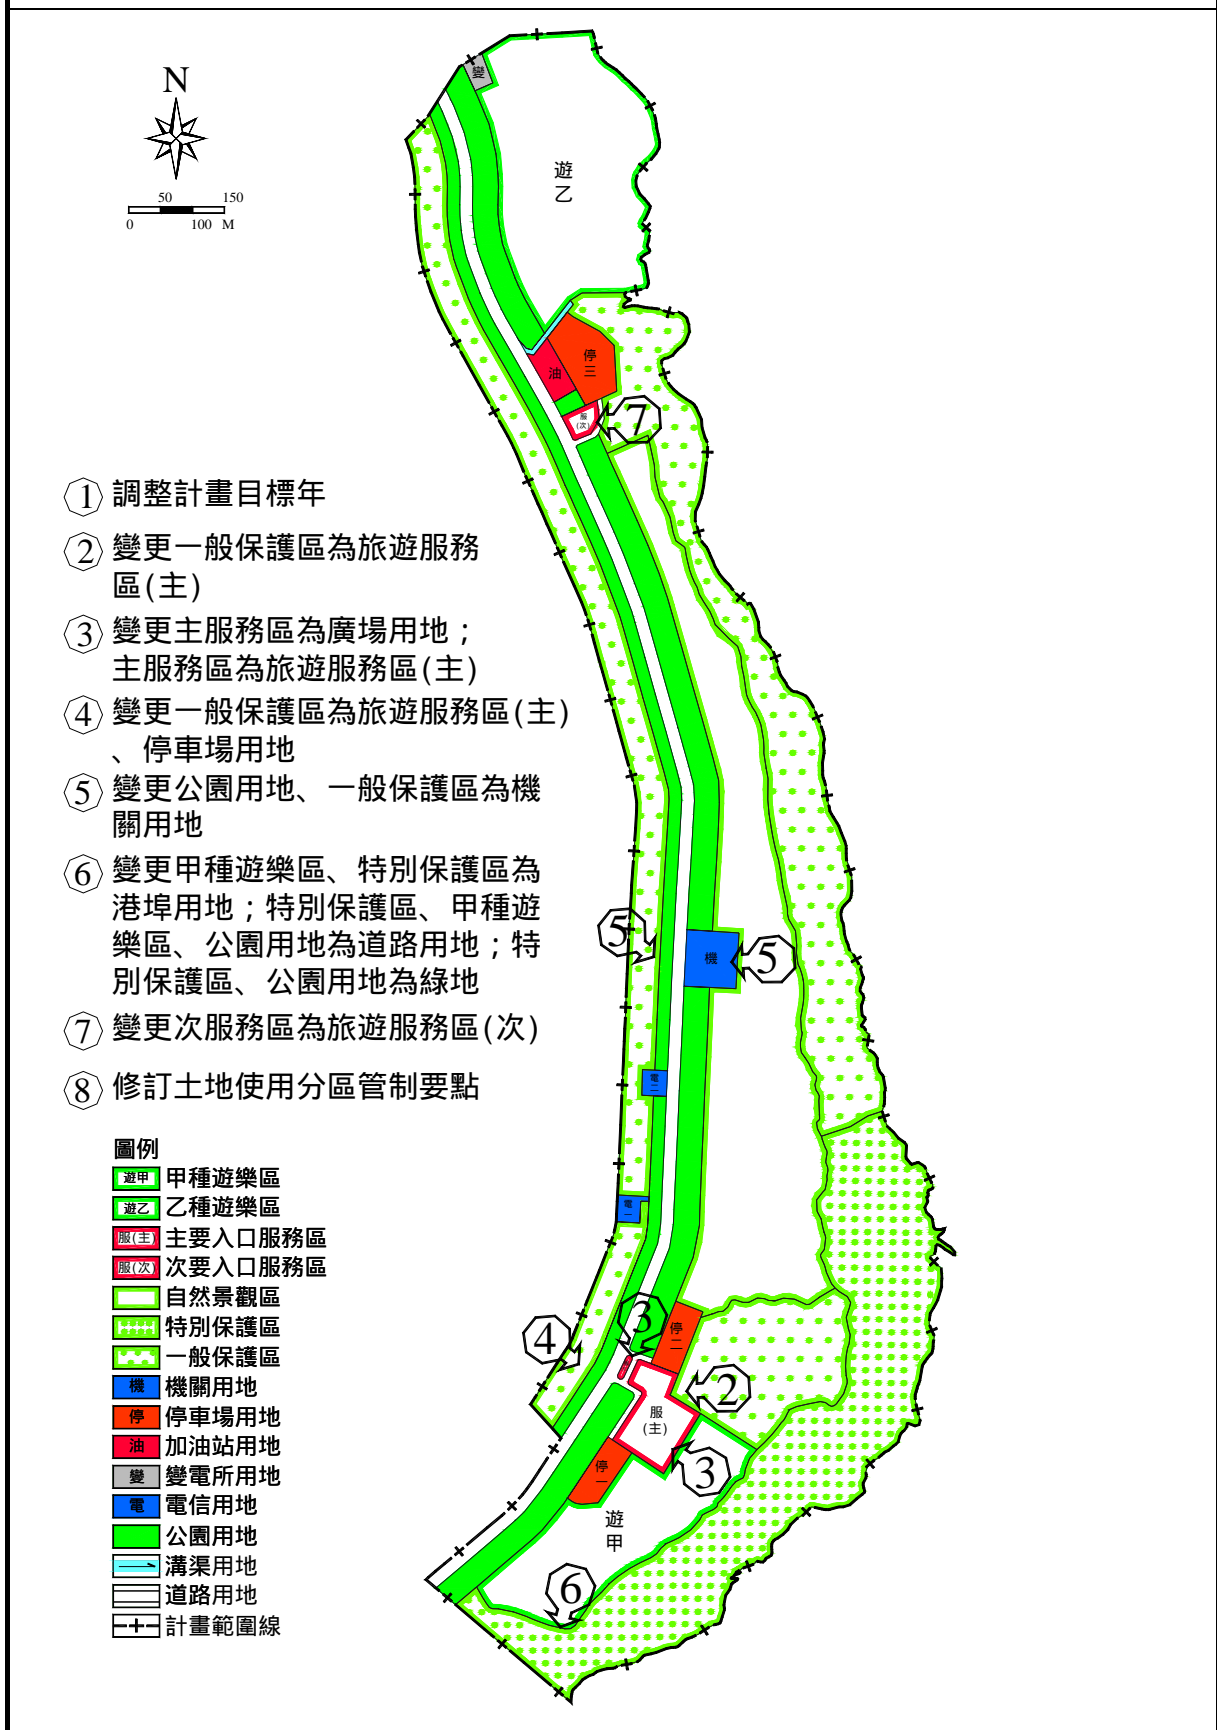 N
50 150
0 100 M
變
遊
乙
停
三
油
服
(次)
7
1 調整計畫目標年
2 變更一般保護區為旅遊服務
區(主)
3 變更主服務區為廣場用地；
主服務區為旅遊服務區(主)
4 變更一般保護區為旅遊服務區(主)
、停車場用地
5 變更公園用地、一般保護區為機
關用地
6 變更甲種遊樂區、特別保護區為
港埠用地；特別保護區、甲種遊
樂區、公園用地為道路用地；特
別保護區、公園用地為綠地
7 變更次服務區為旅遊服務區(次)
8 修訂土地使用分區管制要點
5
機
5
電
二
電
一
3
停
二
4
2
服
(主)
3
停
一
遊
甲
6
圖例
遊甲 甲種遊樂區
遊乙 乙種遊樂區
服(主) 主要入口服務區
服(次) 次要入口服務區
自然景觀區
特別保護區
一般保護區
機 機關用地
停 停車場用地
油 加油站用地
變 變電所用地
電 電信用地
公園用地
溝渠用地
道路用地
計畫範圍線